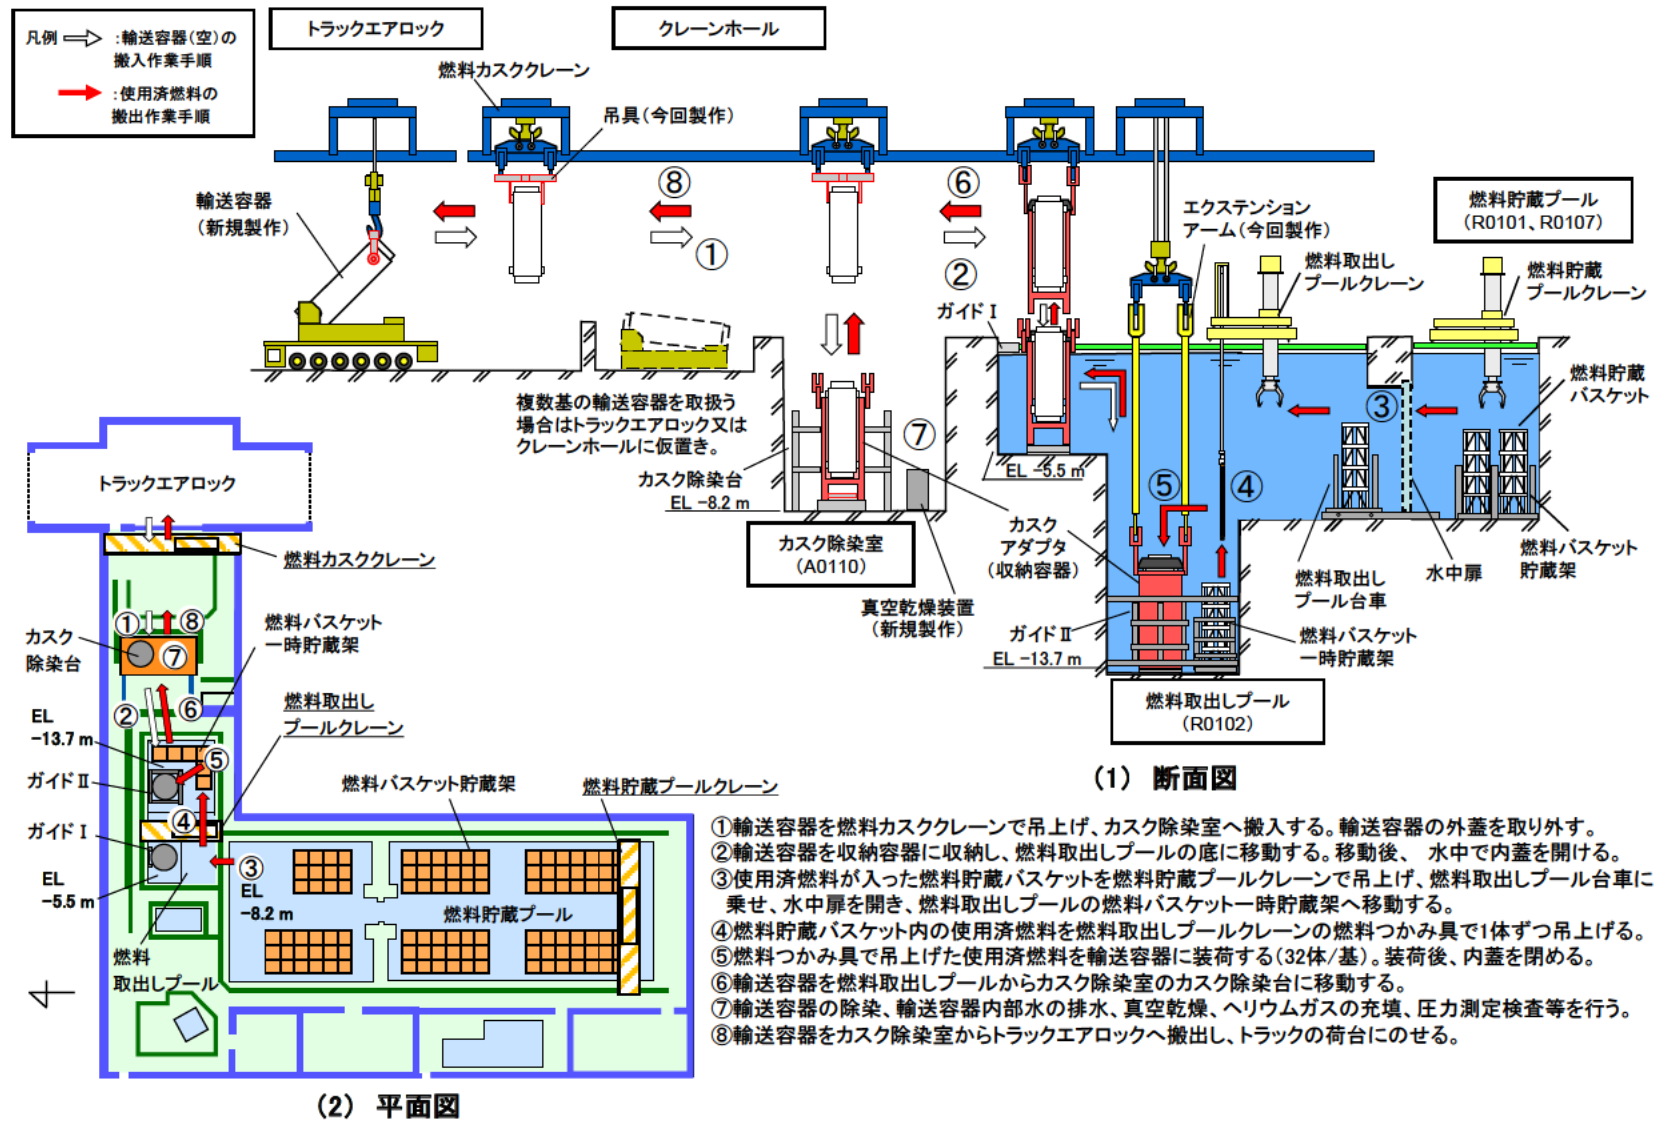 凡例 :輸送容器(空)の
搬入作業手順
:使用済燃料の
搬出作業手順
トラックエアロック
クレーンホール
燃料カスククレーン
吊具(今回製作)
輸送容器
(新規製作)
⑧
①
⑥
②
エクステンション
アーム(今回製作)
燃料貯蔵プール
(R0101、R0107)
燃料取出し
プールクレーン
燃料貯蔵
プールクレーン
ガイドⅠ
燃料貯蔵
バスケット
③
複数基の輸送容器を取扱う
場合はトラックエアロック又は
クレーンホールに仮置き。
⑦
カスク除染台
EL -8.2 m
EL -5.5 m
⑤
④
カスク除染室
(A0110)
カスク
アダプタ
(収納容器)
真空乾燥装置
(新規製作)
ガイドⅡ
EL -13.7 m
燃料取出し
プール台車
水中扉
燃料バスケット
貯蔵架
燃料バスケット
一時貯蔵架
燃料取出しプール
(R0102)
(1) 断面図
トラックエアロック
燃料カスククレーン
①
⑧
カスク
除染台
⑦
燃料バスケット
一時貯蔵架
②
⑥
燃料取出し
プールクレーン
EL
-13.7 m
⑤
ガイドⅡ
④
ガイドⅠ
③
EL
-5.5 m
EL
-8.2 m
燃料バスケット貯蔵架
燃料貯蔵プールクレーン
燃料貯蔵プール
燃料
取出しプール
(2) 平面図
①輸送容器を燃料カスククレーンで吊上げ、カスク除染室へ搬入する。輸送容器の外蓋を取り外す。
②輸送容器を収納容器に収納し、燃料取出しプールの底に移動する。移動後、 水中で内蓋を開ける。
③使用済燃料が入った燃料貯蔵バスケットを燃料貯蔵プールクレーンで吊上げ、燃料取出しプール台車に
乗せ、水中扉を開き、燃料取出しプールの燃料バスケット一時貯蔵架へ移動する。
④燃料貯蔵バスケット内の使用済燃料を燃料取出しプールクレーンの燃料つかみ具で1体ずつ吊上げる。
⑤燃料つかみ具で吊上げた使用済燃料を輸送容器に装荷する(32体/基)。装荷後、内蓋を閉める。
⑥輸送容器を燃料取出しプールからカスク除染室のカスク除染台に移動する。
⑦輸送容器の除染、輸送容器内部水の排水、真空乾燥、ヘリウムガスの充填、圧力測定検査等を行う。
⑧輸送容器をカスク除染室からトラックエアロックへ搬出し、トラックの荷台にのせる。